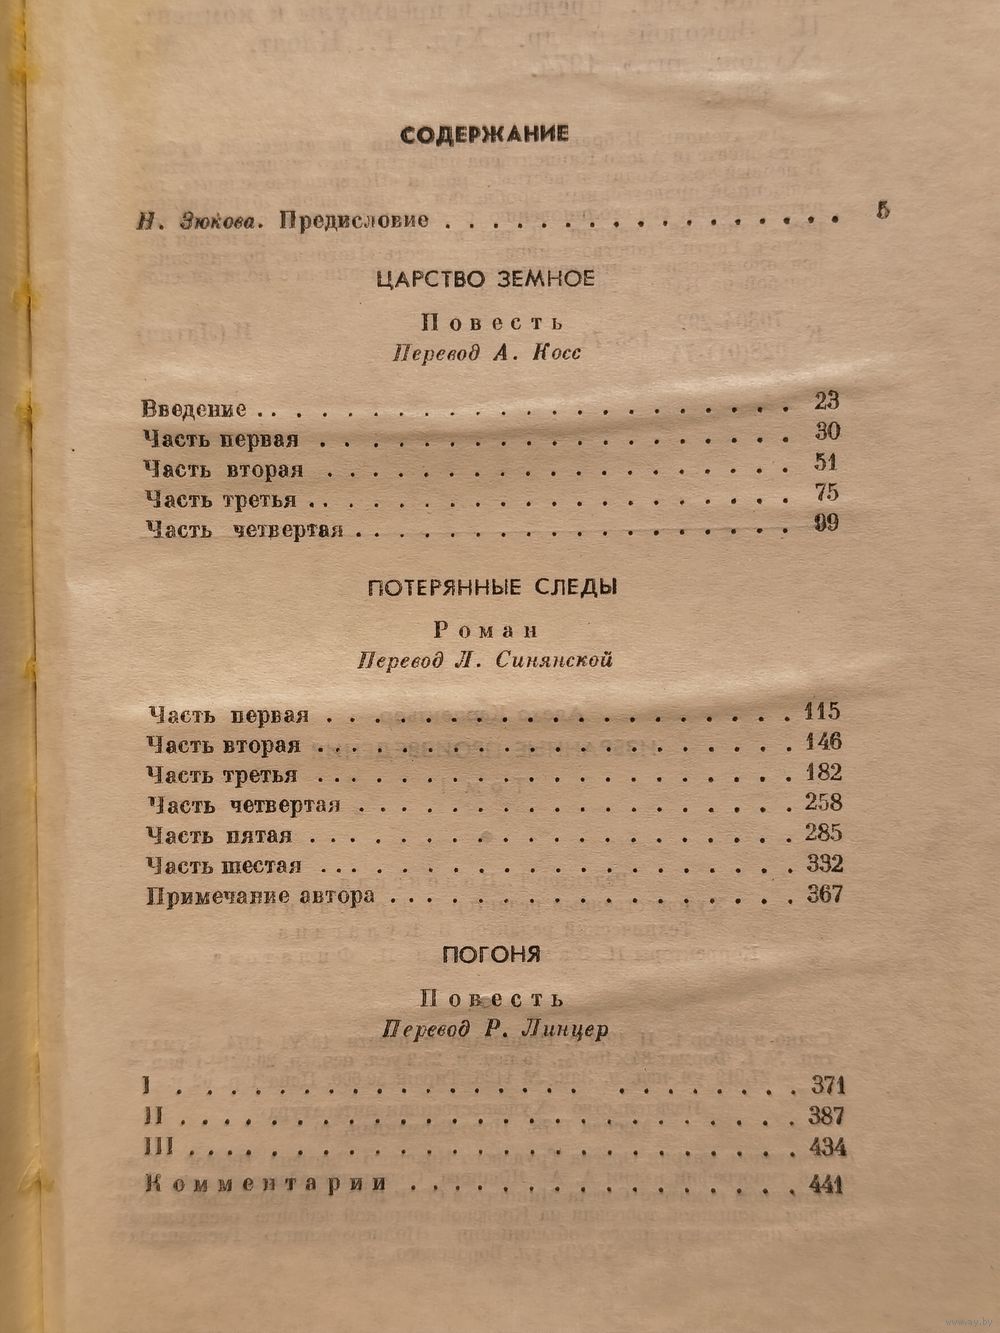 СОДЕРЖАНИЕ
Н. Зюкова. Предисловие . . . . . . . . . . . . . . . . 5
ЦАРСТВО ЗЕМНОЕ
Повесть
Перевод А. Косс
Введение . . . . . . . . . . . . . . . . . . . 23
Часть первая . . . . . . . . . . . . . . . . . 30
Часть вторая . . . . . . . . . . . . . . . . . 51
Часть третья . . . . . . . . . . . . . . . . . 75
Часть четвертая . . . . . . . . . . . . . . . . 99
ПОТЕРЯННЫЕ СЛЕДЫ
Роман
Перевод Л. Синянской
Часть первая . . . . . . . . . . . . . . . . . 115
Часть вторая . . . . . . . . . . . . . . . . . 146
Часть третья . . . . . . . . . . . . . . . . . 182
Часть четвертая . . . . . . . . . . . . . . . . 258
Часть пятая . . . . . . . . . . . . . . . . . 285
Часть шестая . . . . . . . . . . . . . . . . . 332
Примечание автора . . . . . . . . . . . . . . . 367
ПОГОНЯ
Повесть
Перевод Р. Линцер
I . . . . . . . . . . . . . . . . . . . . . . 371
II . . . . . . . . . . . . . . . . . . . . . . 387
III . . . . . . . . . . . . . . . . . . . . . 434
Комментарии . . . . . . . . . . . . . . . . 441
www.ay.by